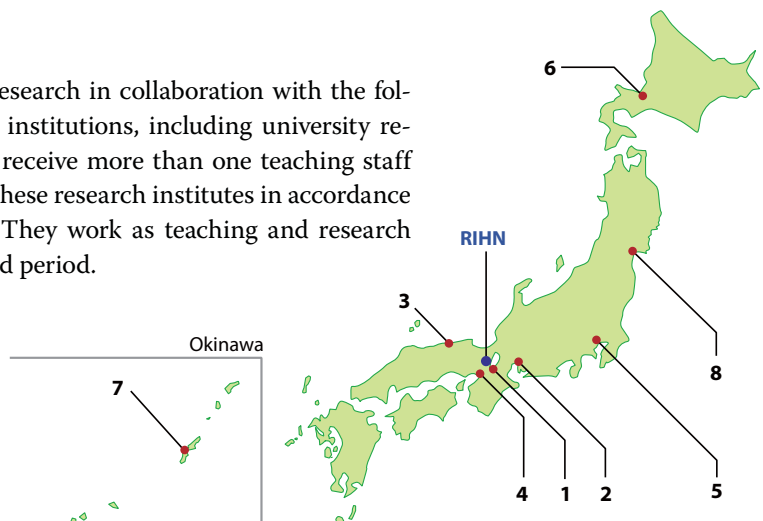 esearch in collaboration with the fol-
institutions, including university re-
receive more than one teaching staff
hese research institutes in accordance
They work as teaching and research
d period.
6
RIHN
3
8
Okinawa
7
4 1 2 5